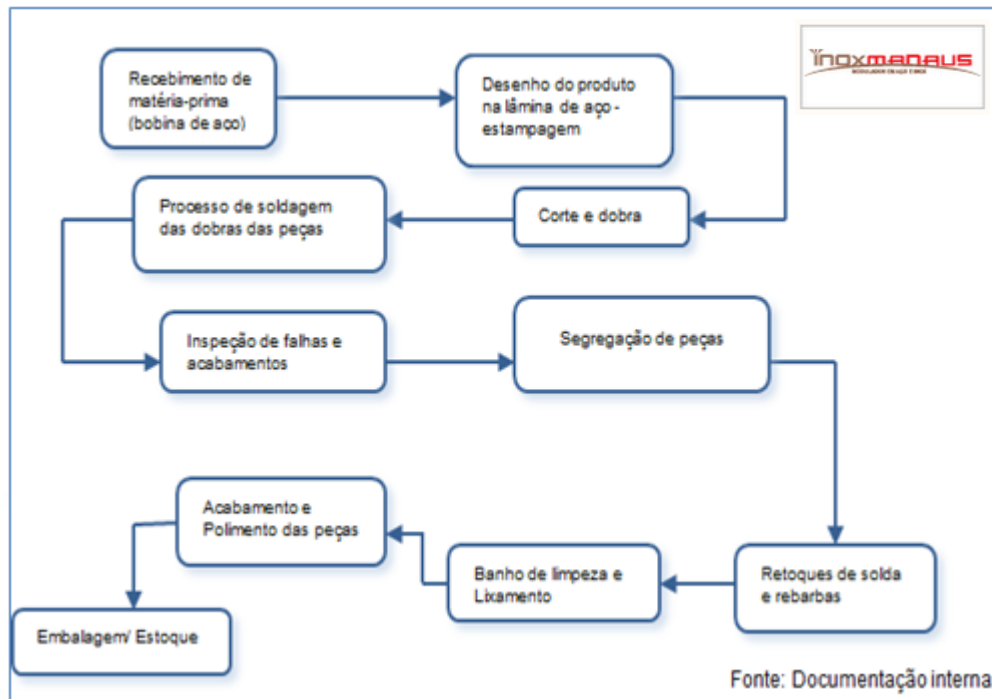 inoxmanaus
Recebimento de
matéria-prima
(bobina de aço)
Desenho do produto
na lâmina de aço -
estampagem
Corte e dobra
Processo de soldagem
das dobras das peças
Inspeção de falhas e
acabamentos
Segregação de peças
Retoques de solda
e rebarbas
Banho de limpeza e
Lixamento
Acabamento e
Polimento das peças
Embalagem/ Estoque
Fonte: Documentação interna